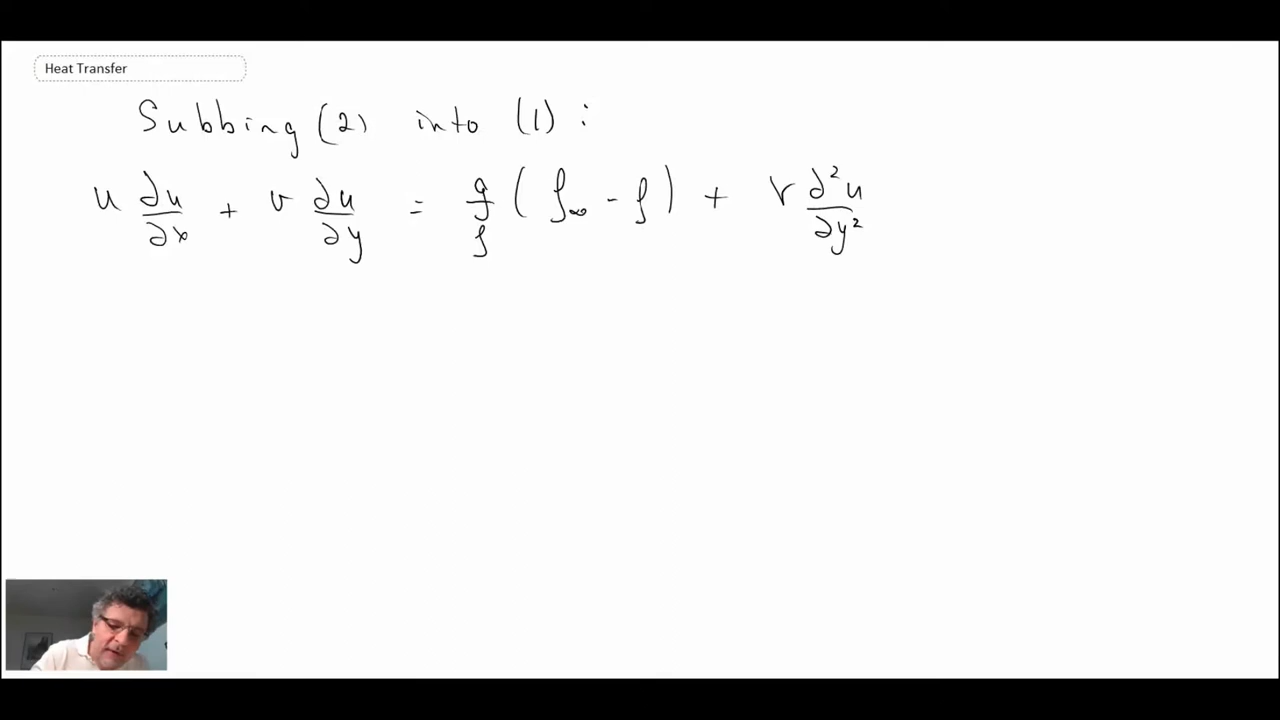 Heat Transfer
Subbing (2) into (1) :
u ∂u/∂x + v ∂u/∂y = g/ρ ( ρ∞ - ρ ) + ν ∂²u/∂y²